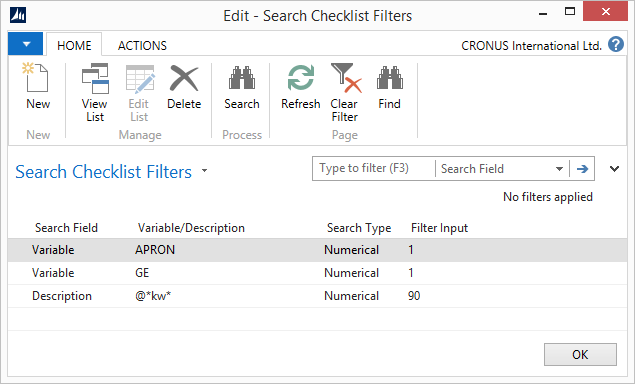 Edit - Search Checklist Filters
HOME ACTIONS CRONUS International Ltd. ?
New View List Edit List Delete Search Refresh Clear Filter Find
New Manage Process Page
Search Checklist Filters Type to filter (F3) Search Field
No filters applied
Search Field Variable/Description Search Type Filter Input
Variable APRON Numerical 1
Variable GE Numerical 1
Description @*kw* Numerical 90
OK